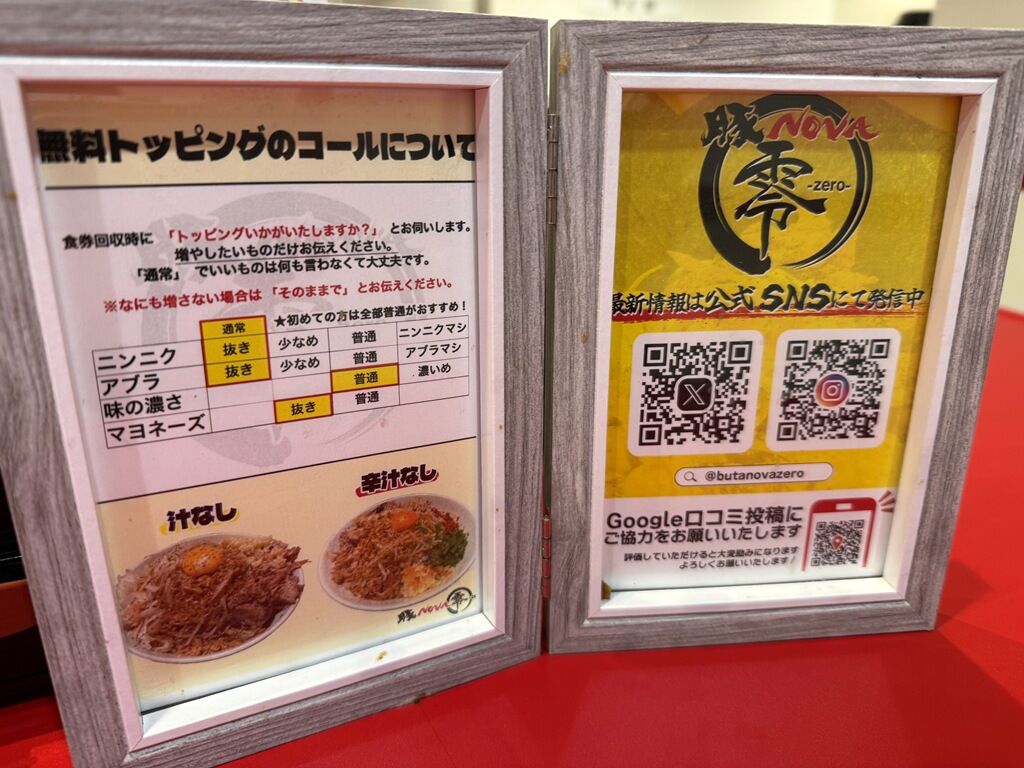 無料トッピングのコールについて
食券回収時に「トッピングいかがいたしますか?」とお伺いします。
増やしたいものだけお伝えください。
「通常」でいいものは何も言わなくて大丈夫です。
※なにも増さない場合は「そのままで」とお伝えください。
★初めての方は全部普通がおすすめ!
通常
ニンニク 抜き 少なめ 普通 ニンニクマシ
アブラ 抜き 少なめ 普通 アブラマシ
味の濃さ 普通 濃いめ
マヨネーズ 抜き 普通
汁なし
辛汁なし
豚NOVA零
豚NOVA
零
-zero-
最新情報は公式SNSにて発信中
@butanovazero
Google口コミ投稿に
ご協力をお願いいたします
評価していただけると大変励みになります
よろしくお願いいたします!